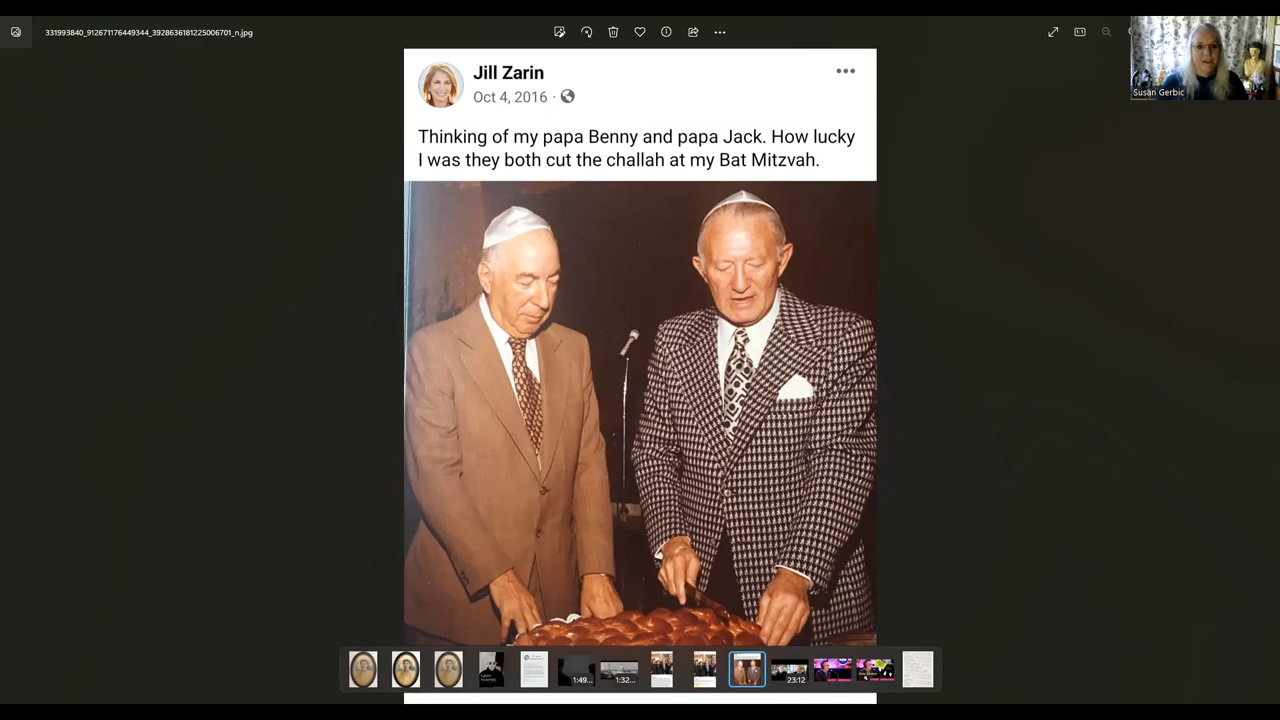 331993840_912671176449344_3928636181225006701_n.jpg
Susan Gerbic
Jill Zarin
Oct 4, 2016 ·
Thinking of my papa Benny and papa Jack. How lucky
I was they both cut the challah at my Bat Mitzvah.
1:49...
1:32...
23:12